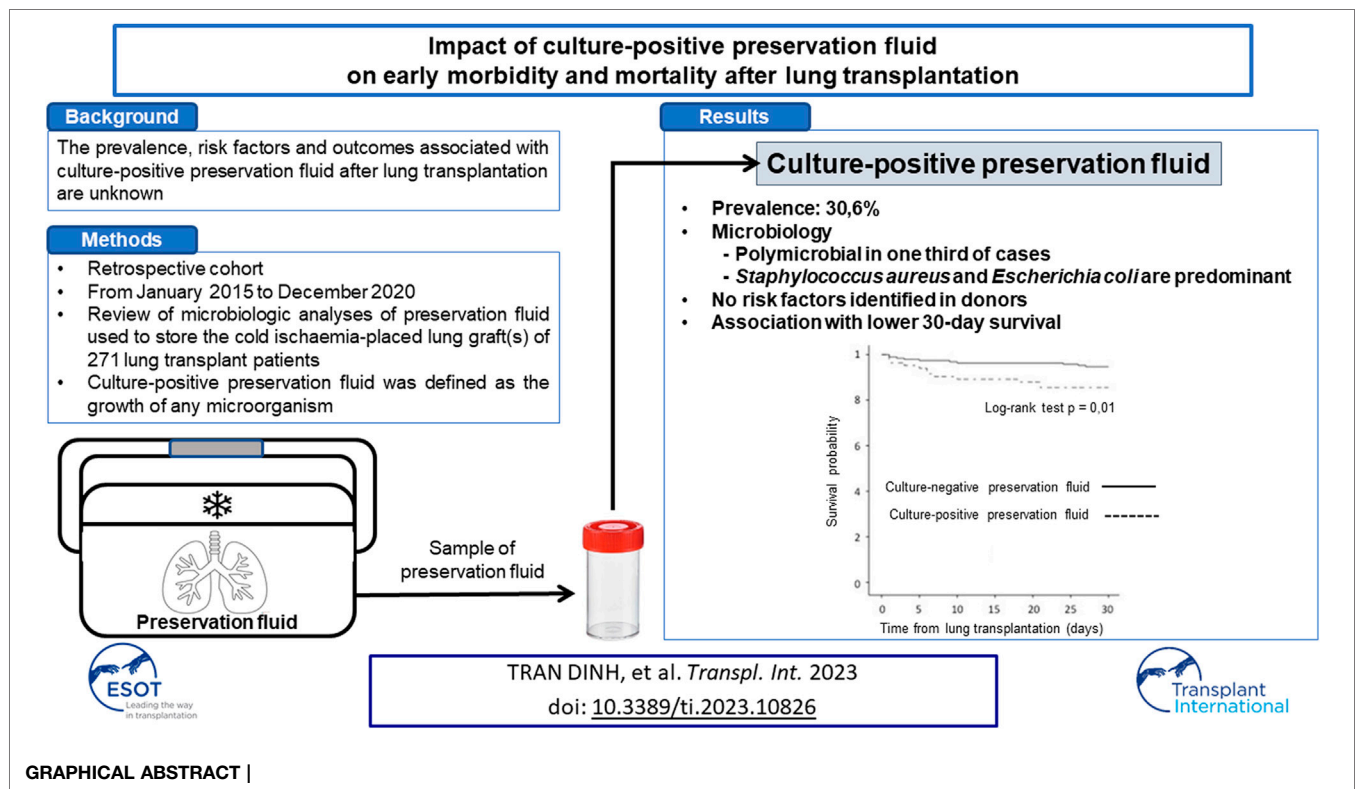 Impact of culture-positive preservation fluid
on early morbidity and mortality after lung transplantation
Background
The prevalence, risk factors and outcomes associated with
culture-positive preservation fluid after lung transplantation
are unknown
Methods
• Retrospective cohort
• From January 2015 to December 2020
• Review of microbiologic analyses of preservation fluid
used to store the cold ischaemia-placed lung graft(s) of
271 lung transplant patients
• Culture-positive preservation fluid was defined as the
growth of any microorganism
Preservation fluid
Sample of
preservation fluid
Results
Culture-positive preservation fluid
• Prevalence: 30,6%
• Microbiology
- Polymicrobial in one third of cases
- Staphylococcus aureus and Escherichia coli are predominant
• No risk factors identified in donors
• Association with lower 30-day survival
Survival probability
1
8
6
4
2
0
Log-rank test p = 0,01
Culture-negative preservation fluid
Culture-positive preservation fluid
0 5 10 15 20 25 30
Time from lung transplantation (days)
ESOT
Leading the way
in transplantation
TRAN DINH, et al. Transpl. Int. 2023
doi: 10.3389/ti.2023.10826
Transplant
International
GRAPHICAL ABSTRACT |